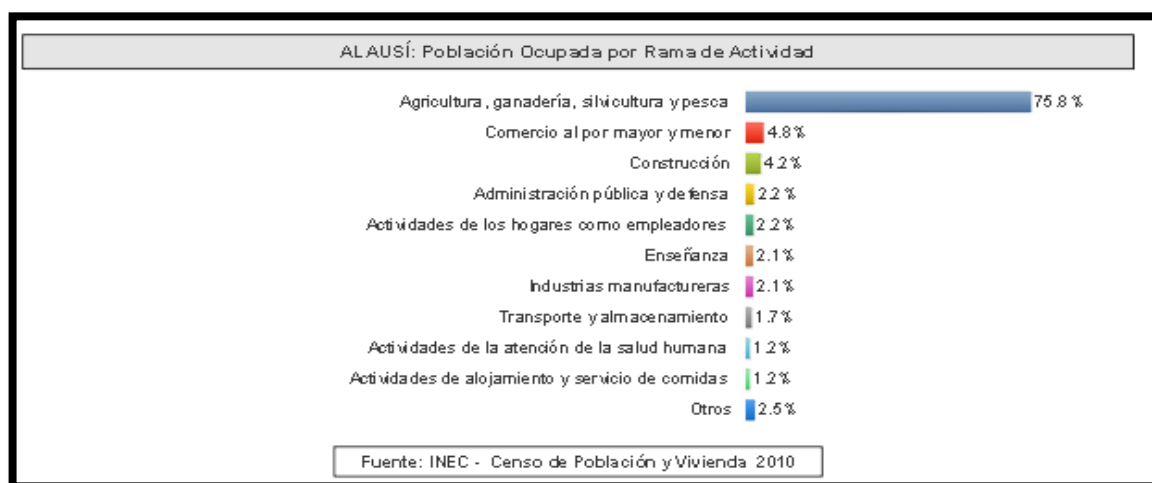 ALAUSÍ: Población Ocupada por Rama de Actividad
Agricultura, ganadería, silvicultura y pesca 75.8%
Comercio al por mayor y menor 4.8%
Construcción 4.2%
Administración pública y defensa 2.2%
Actividades de los hogares como empleadores 2.2%
Enseñanza 2.1%
Industrias manufactureras 2.1%
Transporte y almacenamiento 1.7%
Actividades de la atención de la salud humana 1.2%
Actividades de alojamiento y servicio de comidas 1.2%
Otros 2.5%
Fuente: INEC - Censo de Población y Vivienda 2010